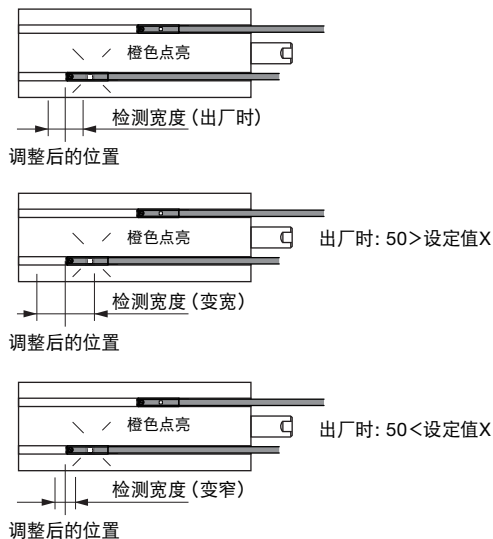 橙色点亮
检测宽度（出厂时）
调整后的位置
橙色点亮
出厂时: 50>设定值X
检测宽度（变宽）
调整后的位置
橙色点亮
出厂时: 50<设定值X
检测宽度（变窄）
调整后的位置